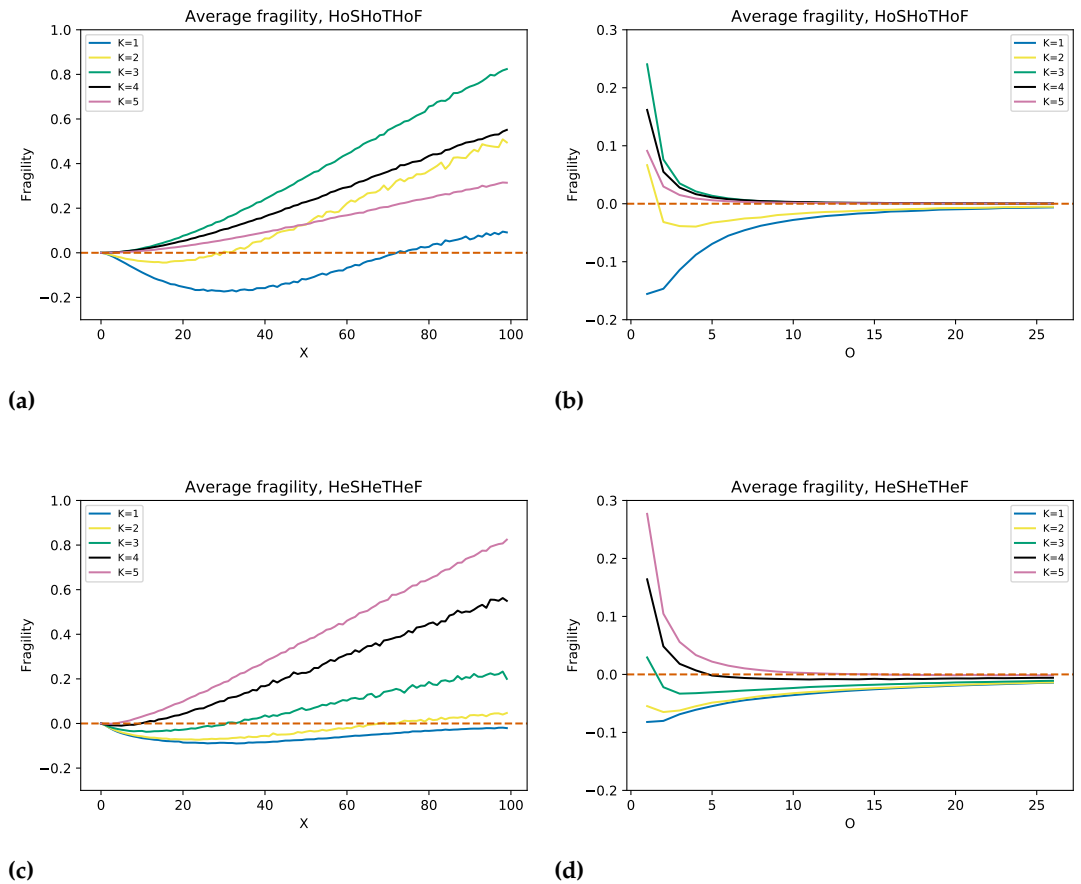 Average fragility, HoSHoTHoF
1.0
0.8
0.6
0.4
0.2
0.0
−0.2
Fragility
K=1
K=2
K=3
K=4
K=5
0 20 40 60 80 100
X
(a)
Average fragility, HoSHoTHoF
0.3
0.2
0.1
0.0
−0.1
−0.2
Fragility
K=1
K=2
K=3
K=4
K=5
0 5 10 15 20 25
O
(b)
Average fragility, HeSHeTHeF
1.0
0.8
0.6
0.4
0.2
0.0
−0.2
Fragility
K=1
K=2
K=3
K=4
K=5
0 20 40 60 80 100
X
(c)
Average fragility, HeSHeTHeF
0.3
0.2
0.1
0.0
−0.1
−0.2
Fragility
K=1
K=2
K=3
K=4
K=5
0 5 10 15 20 25
O
(d)